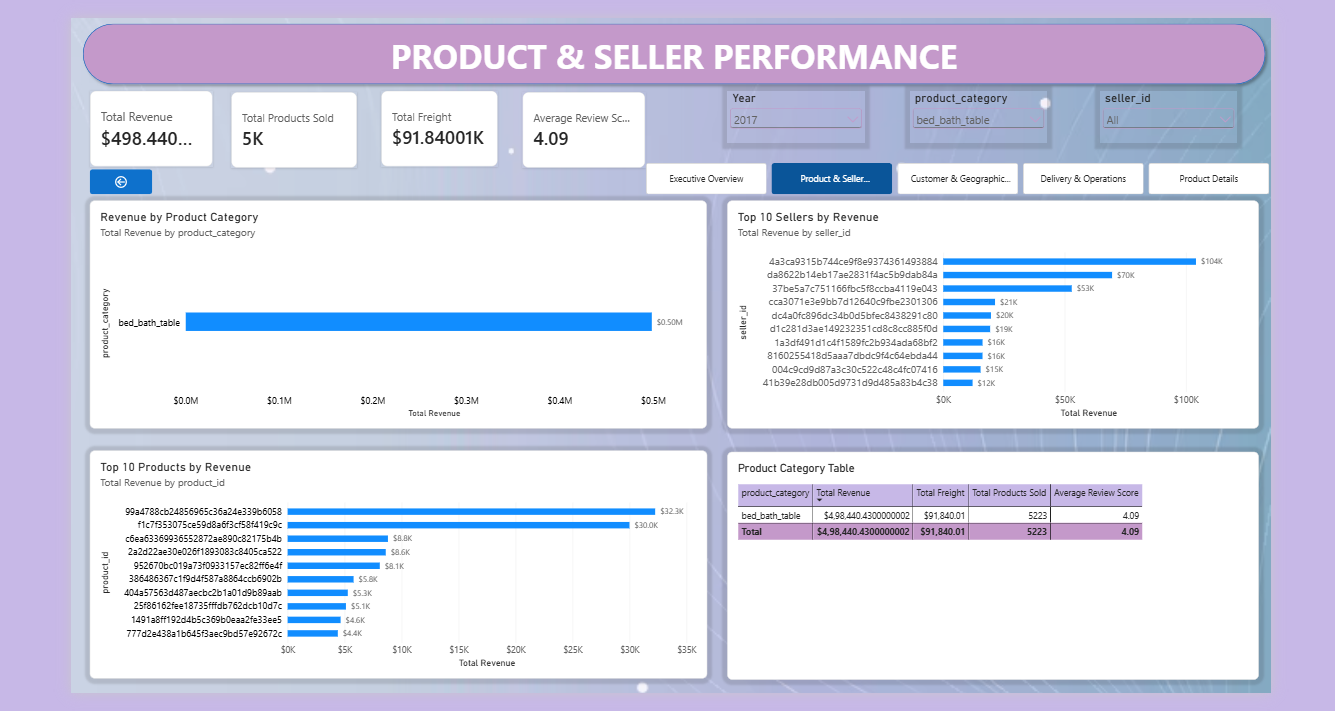 PRODUCT & SELLER PERFORMANCE
Total Revenue
$498.440...
Total Products Sold
5K
Total Freight
$91.84001K
Average Review Sc...
4.09
Year
2017
product_category
bed_bath_table
seller_id
All
Executive Overview
Product & Seller...
Customer & Geographic...
Delivery & Operations
Product Details
Revenue by Product Category
Total Revenue by product_category
product_category
bed_bath_table
$0.50M
$0.0M $0.1M $0.2M $0.3M $0.4M $0.5M
Total Revenue
Top 10 Sellers by Revenue
Total Revenue by seller_id
seller_id
4a3ca9315b744ce9f8e9374361493884 $104K
da8622b14eb17ae2831f4ac5b9dab84a $70K
37be5a7c751166fbc5f8ccba4119e043 $53K
cca3071e3e9bb7d12640c9fbe2301306 $21K
dc4a0fc896dc34b0d5bfec8438291c80 $20K
d1c281d3ae149232351cd8c8cc885f0d $19K
1a3df491d1c4f1589fc2b934ada68bf2 $16K
8160255418d5aaa7dbdc9f4c64ebda44 $16K
004c9cd9d87a3c30c522c48c4fc07416 $15K
41b39e28db005d9731d9d485a83b4c38 $12K
$0K $50K $100K
Total Revenue
Top 10 Products by Revenue
Total Revenue by product_id
product_id
99a4788cb24856965c36a24e339b6058 $32.3K
f1c7f353075ce59d8a6f3cf58f419c9c $30.0K
c6ea63369936552872ae890c82175b4b $8.8K
2a2d22ae30e026f1893083c8405ca522 $8.6K
952670bc019a73f0933157ec82ff6e4f $8.1K
386486367c1f9d4f587a8864ccb6902b $5.8K
404a57563d487aecbc2b1a01d9b89aab $5.3K
25f86162fee18735fffdb762dcb10d7c $5.1K
1491a8ff192d4b5c369b0eaa2fe33ee5 $4.6K
777d2e438a1b645f3aec9bd57e92672c $4.4K
$0K $5K $10K $15K $20K $25K $30K $35K
Total Revenue
Product Category Table
product_category Total Revenue Total Freight Total Products Sold Average Review Score
bed_bath_table $4,98,440.4300000002 $91,840.01 5223 4.09
Total $4,98,440.4300000002 $91,840.01 5223 4.09